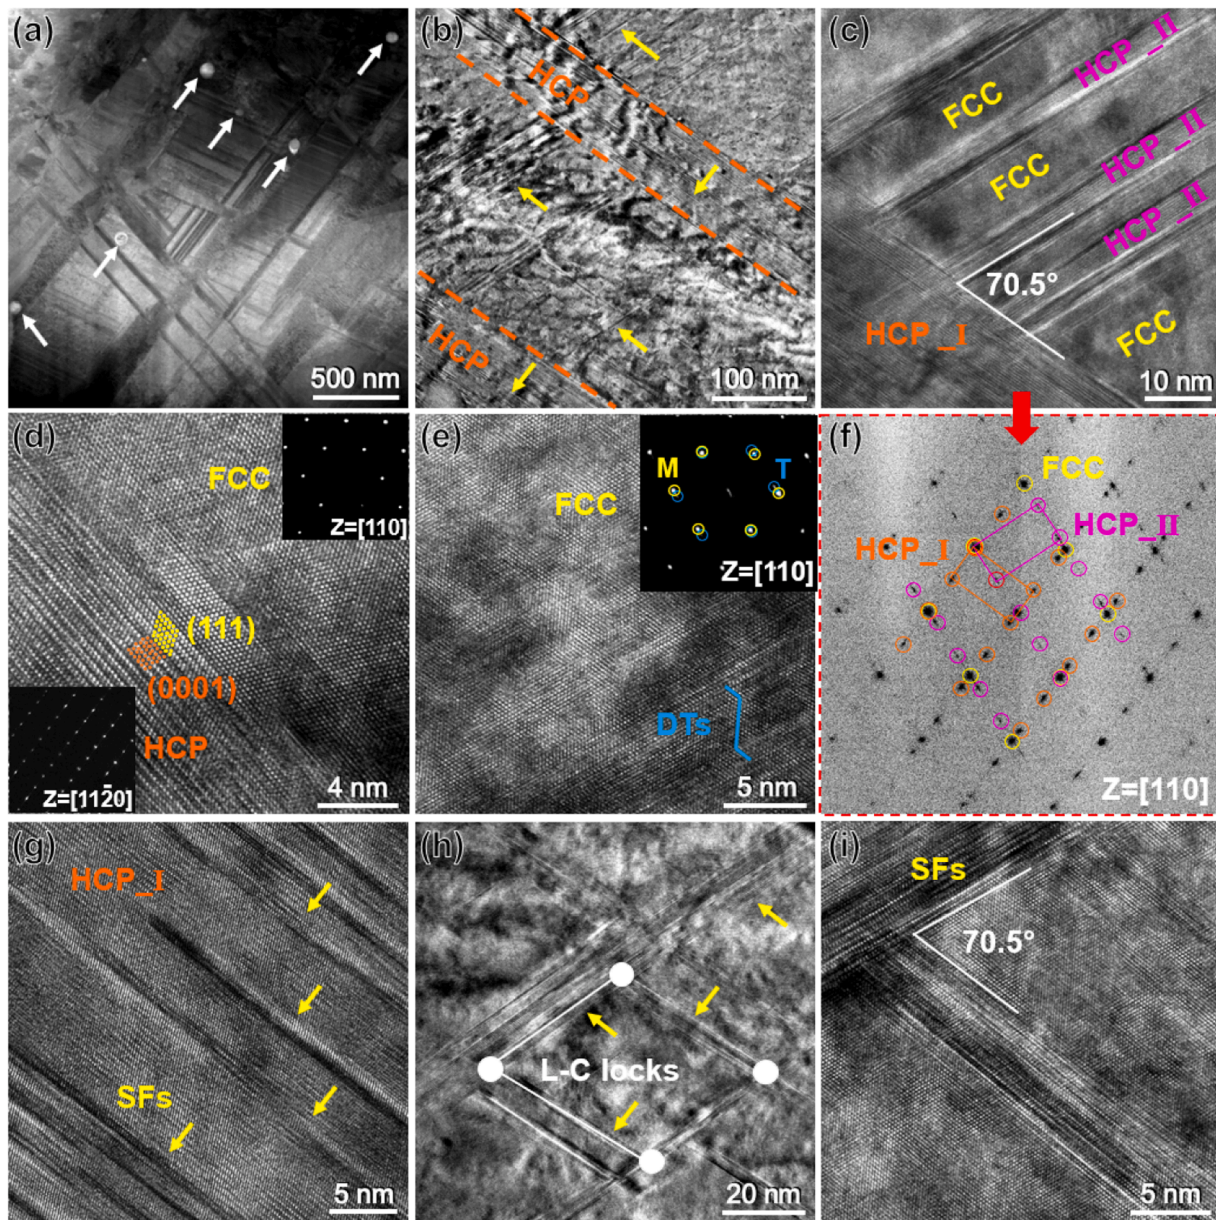 (a)
500 nm
(b)
HCP
HCP
100 nm
(c)
HCP_II
FCC
HCP_II
FCC
HCP_II
70.5°
HCP_I
FCC
10 nm
(d)
FCC
Z=[110]
(111)
(0001)
HCP
Z=[112̄0]
4 nm
(e)
M
T
FCC
Z=[110]
DTs
5 nm
(f)
FCC
HCP_II
HCP_I
Z=[110]
(g)
HCP_I
SFs
5 nm
(h)
L-C locks
20 nm
(i)
SFs
70.5°
5 nm